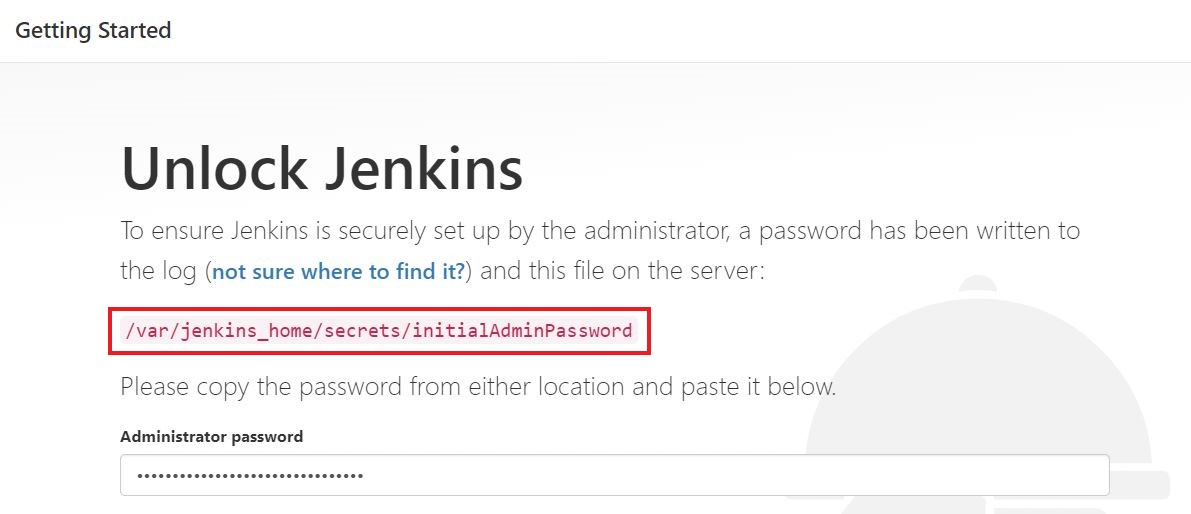 Getting Started
Unlock Jenkins
To ensure Jenkins is securely set up by the administrator, a password has been written to
the log (not sure where to find it?) and this file on the server:
/var/jenkins_home/secrets/initialAdminPassword
Please copy the password from either location and paste it below.
Administrator password
••••••••••••••••••••••••••••••••